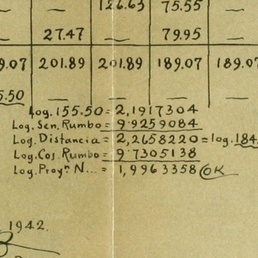 126.63 75.55
27.47 79.95
9.07 201.89 201.89 189.07 189.07
5.50
Log. 155.50 = 2,1917304
Log. Sen. Rumbo = 9.9259084
Log. Distancia = 2,2658220 = log. 184
Log. Cos. Rumbo = 9.7305138
Log. Proyn N... = 1,9963358 OK
1942.